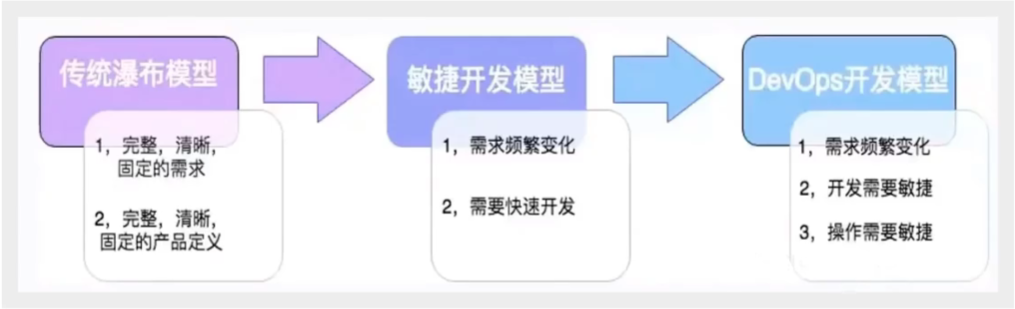 传统瀑布模型
1，完整，清晰，
固定的需求
2，完整，清晰，
固定的产品定义
敏捷开发模型
1，需求频繁变化
2，需要快速开发
DevOps开发模型
1，需求频繁变化
2，开发需要敏捷
3，操作需要敏捷